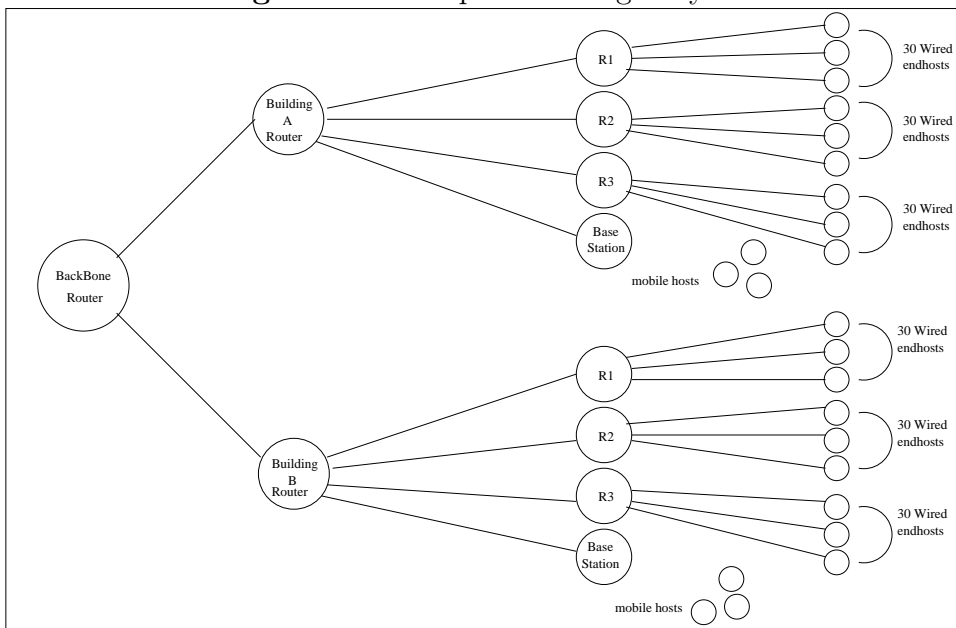 R1
30 Wired
endhosts
Building
A
Router
R2
30 Wired
endhosts
R3
30 Wired
endhosts
Base
Station
mobile hosts
BackBone
Router
R1
30 Wired
endhosts
R2
30 Wired
endhosts
Building
B
Router
R3
30 Wired
endhosts
Base
Station
mobile hosts